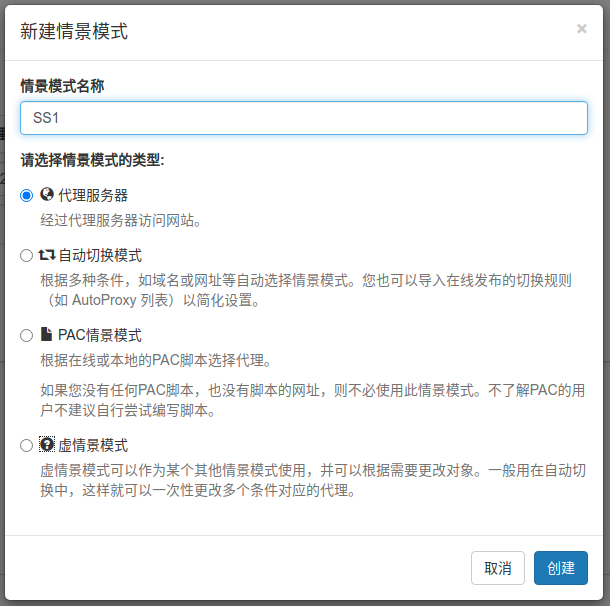 新建情景模式
×
情景模式名称
SS1
请选择情景模式的类型:
代理服务器
经过代理服务器访问网站。
自动切换模式
根据多种条件，如域名或网址等自动选择情景模式。您也可以导入在线发布的切换规则
（如 AutoProxy 列表）以简化设置。
PAC情景模式
根据在线或本地的PAC脚本选择代理。
如果您没有任何PAC脚本，也没有脚本的网址，则不必使用此情景模式。不了解PAC的用
户不建议自行尝试编写脚本。
虚情景模式
虚情景模式可以作为某个其他情景模式使用，并可以根据需要更改对象。一般用在自动切
换中，这样就可以一次性更改多个条件对应的代理。
取消
创建